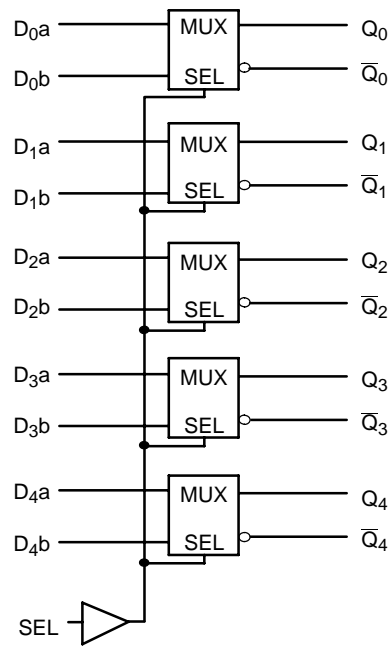 D₀a MUX Q₀
D₀b SEL Q̅₀
D₁a MUX Q₁
D₁b SEL Q̅₁
D₂a MUX Q₂
D₂b SEL Q̅₂
D₃a MUX Q₃
D₃b SEL Q̅₃
D₄a MUX Q₄
D₄b SEL Q̅₄
SEL